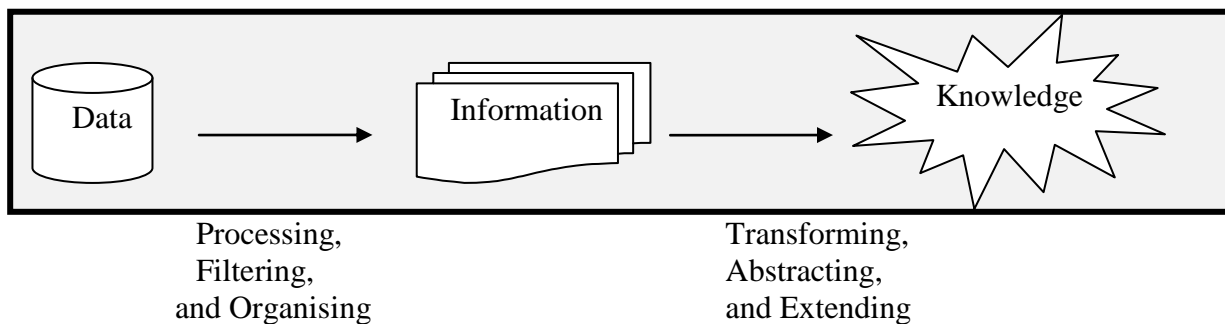 Data
Information
Knowledge
Processing,
Filtering,
and Organising
Transforming,
Abstracting,
and Extending